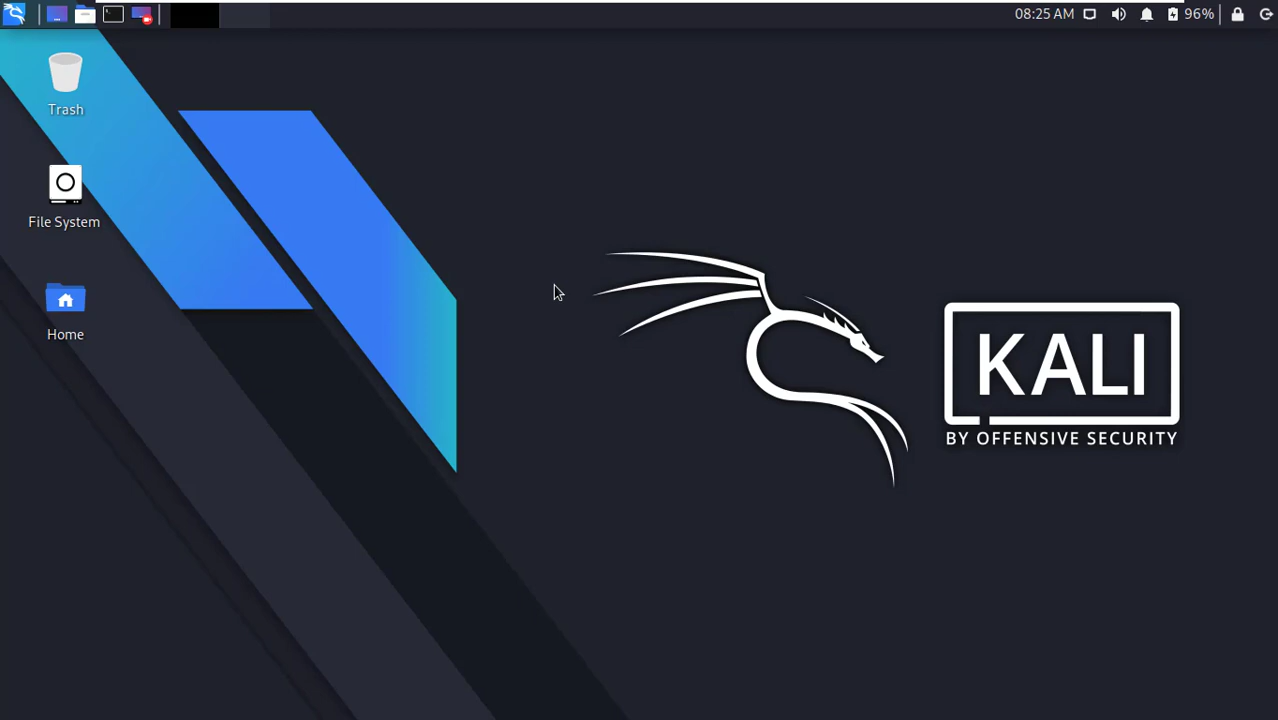 08:25 AM 96%
Trash
File System
Home
KALI
BY OFFENSIVE SECURITY